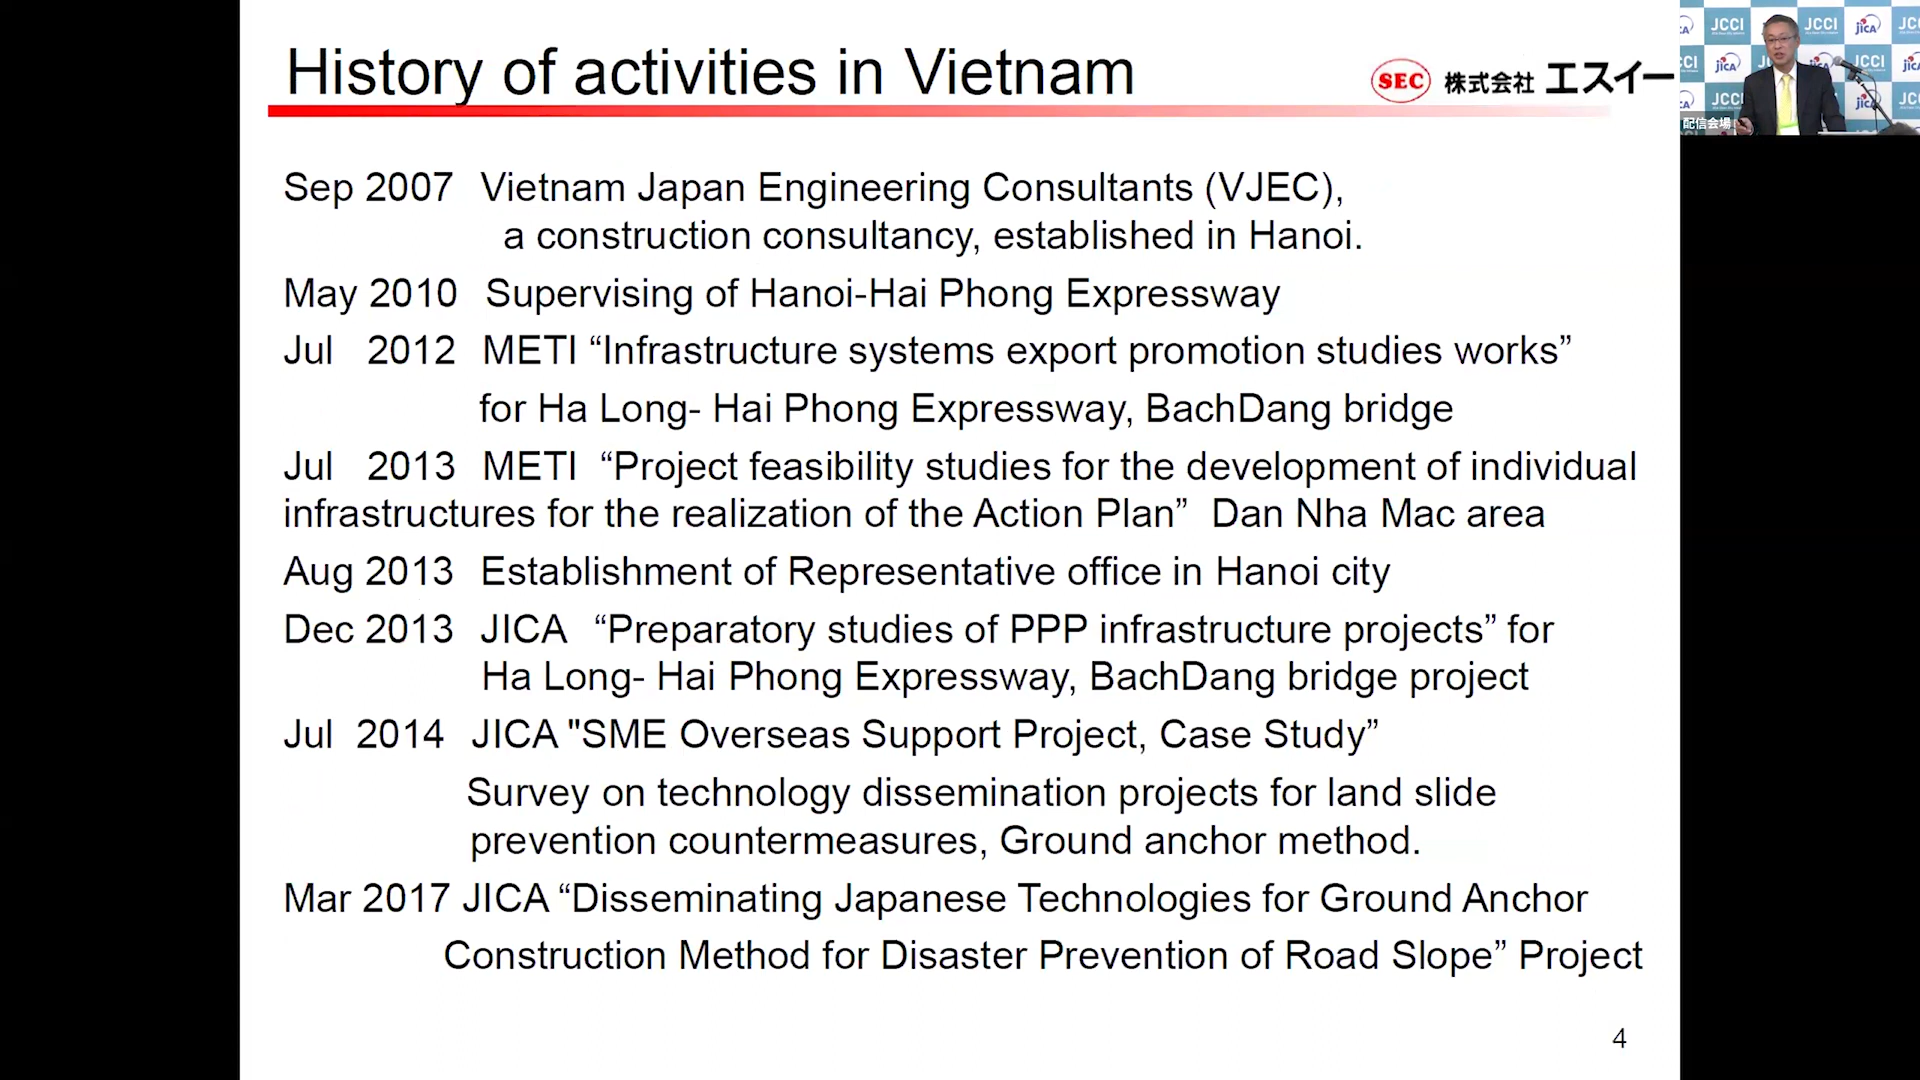 History of activities in Vietnam
SEC 株式会社 エスイー
Sep 2007 Vietnam Japan Engineering Consultants (VJEC),
a construction consultancy, established in Hanoi.
May 2010 Supervising of Hanoi-Hai Phong Expressway
Jul 2012 METI “Infrastructure systems export promotion studies works”
for Ha Long- Hai Phong Expressway, BachDang bridge
Jul 2013 METI “Project feasibility studies for the development of individual
infrastructures for the realization of the Action Plan” Dan Nha Mac area
Aug 2013 Establishment of Representative office in Hanoi city
Dec 2013 JICA “Preparatory studies of PPP infrastructure projects” for
Ha Long- Hai Phong Expressway, BachDang bridge project
Jul 2014 JICA "SME Overseas Support Project, Case Study”
Survey on technology dissemination projects for land slide
prevention countermeasures, Ground anchor method.
Mar 2017 JICA “Disseminating Japanese Technologies for Ground Anchor
Construction Method for Disaster Prevention of Road Slope” Project
4
JCCI JCCI jICA
jICA JCCI
JCCI jICA
配信会場